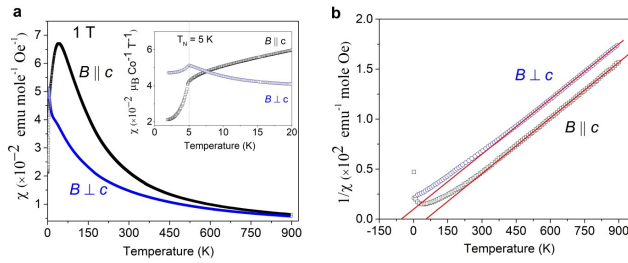 a
1 T
B || c
B ⊥ c
χ (×10⁻² emu mole⁻¹ Oe⁻¹)
7
6
5
4
3
2
1
0 150 300 450 600 750 900
Temperature (K)
T_N = 5 K
B || c
B ⊥ c
χ (×10⁻² μ_B Co⁻¹ T⁻¹)
6
4
2
0 5 10 15 20
Temperature (K)
b
B ⊥ c
B || c
1/χ (×10² emu⁻¹ mole Oe)
2.0
1.5
1.0
0.5
0.0
-150 0 150 300 450 600 750 900
Temperature (K)